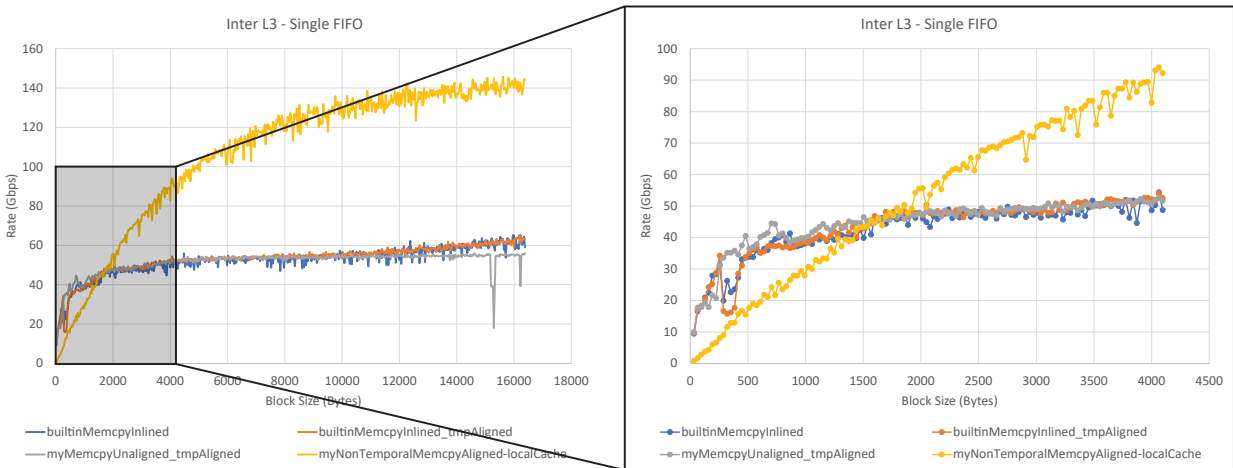 Inter L3 - Single FIFO
160
140
120
100
80
60
40
20
0
Rate (Gbps)
0 2000 4000 6000 8000 10000 12000 14000 16000 18000
Block Size (Bytes)
builtinMemcpyInlined
builtinMemcpyInlined_tmpAligned
myMemcpyUnaligned_tmpAligned
myNonTemporalMemcpyAligned-localCache
Inter L3 - Single FIFO
100
90
80
70
60
50
40
30
20
10
0
Rate (Gbps)
0 500 1000 1500 2000 2500 3000 3500 4000 4500
Block Size (Bytes)
builtinMemcpyInlined
builtinMemcpyInlined_tmpAligned
myMemcpyUnaligned_tmpAligned
myNonTemporalMemcpyAligned-localCache